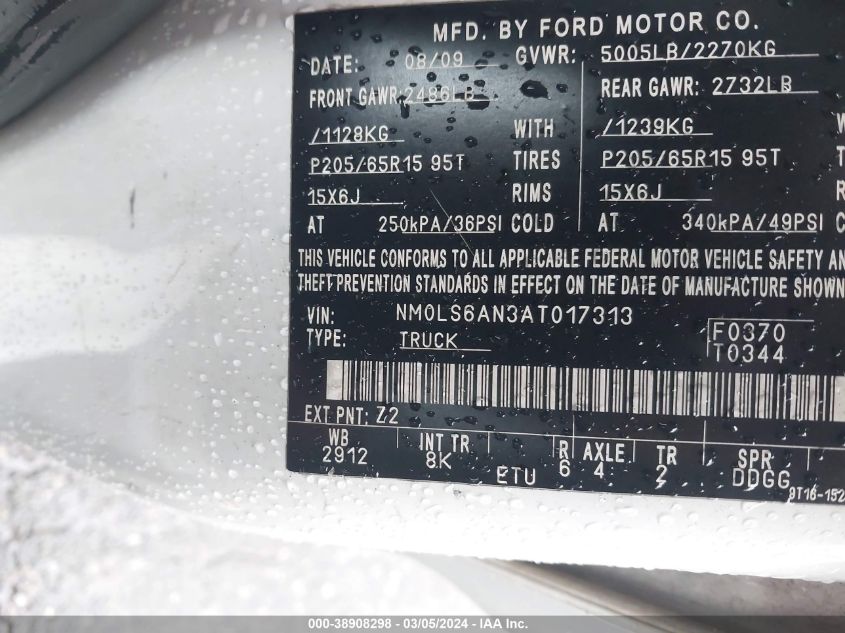 MFD. BY FORD MOTOR CO.
DATE: 08/09 GVWR: 5005LB/2270KG
FRONT GAWR: 2486LB REAR GAWR: 2732LB
/1128KG WITH /1239KG
P205/65R15 95T TIRES P205/65R15 95T
15X6J RIMS 15X6J
AT 250kPA/36PSI COLD AT 340kPA/49PSI
THIS VEHICLE CONFORMS TO ALL APPLICABLE FEDERAL MOTOR VEHICLE SAFETY AN
THEFT PREVENTION STANDARDS IN EFFECT ON THE DATE OF MANUFACTURE SHOWN
VIN: NM0LS6AN3AT017313
TYPE: TRUCK
F0370
T0344
EXT PNT: Z2
WB INT TR R AXLE TR SPR
2912 8K ETU 6 4 2 DDGG
9T16-152
000-38908298 - 03/05/2024 - IAA Inc.